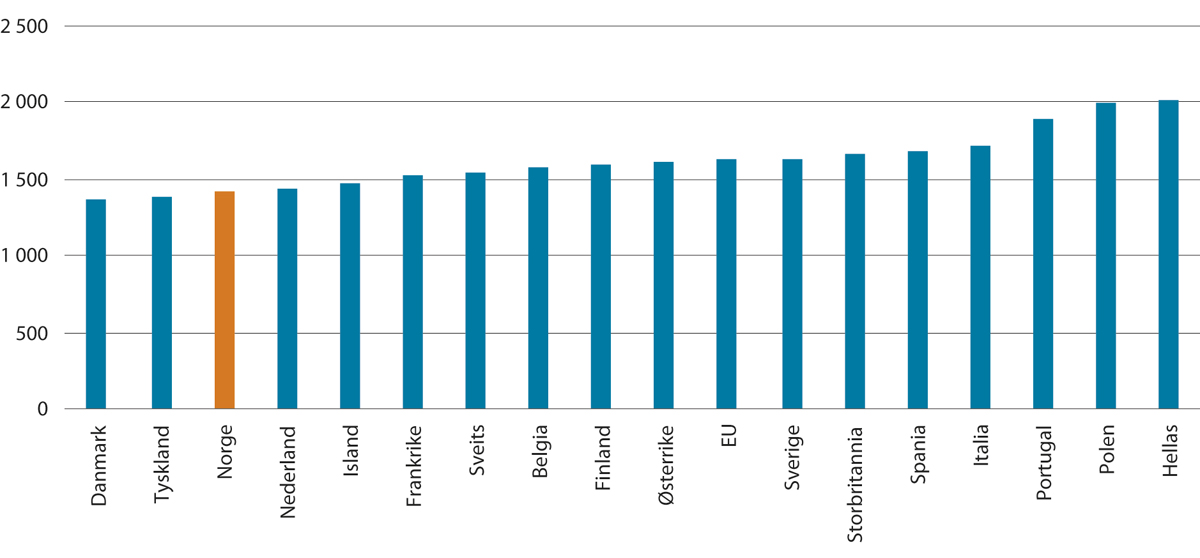 2 500
2 000
1 500
1 000
500
0
Danmark
Tyskland
Norge
Nederland
Island
Frankrike
Sveits
Belgia
Finland
Østerrike
EU
Sverige
Storbritannia
Spania
Italia
Portugal
Polen
Hellas